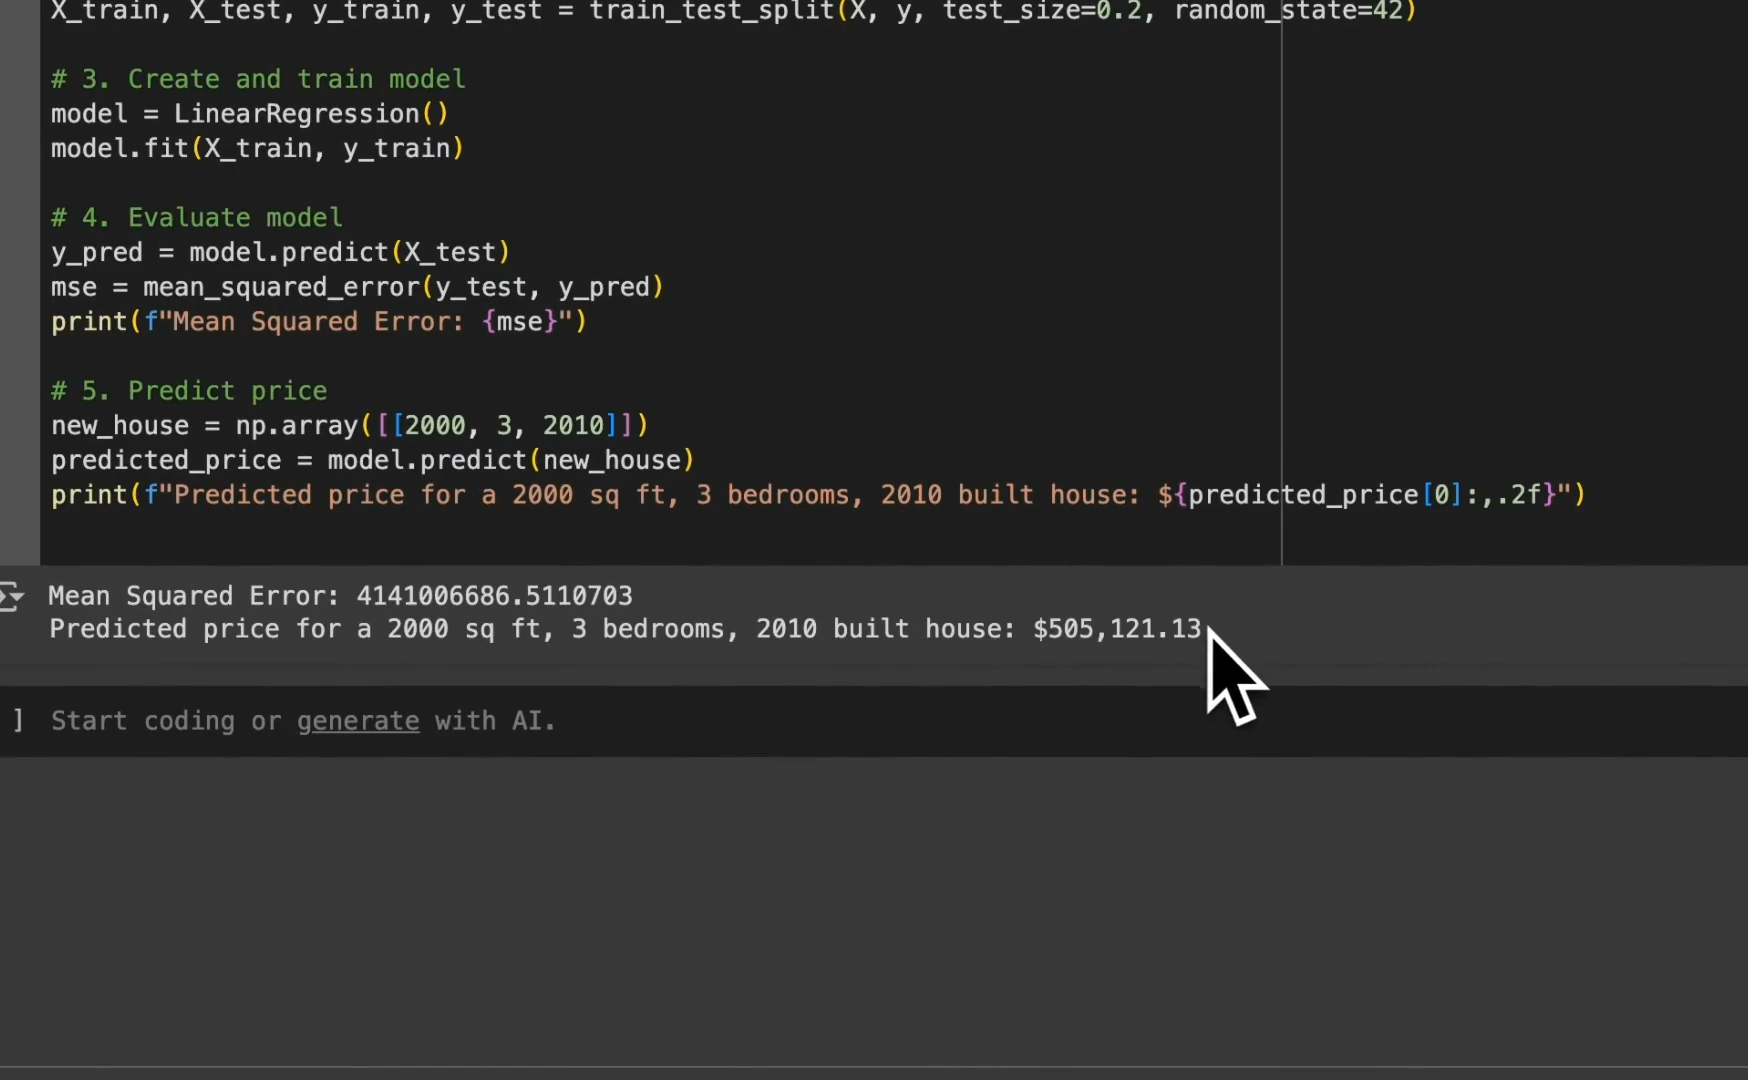 X_train, X_test, y_train, y_test = train_test_split(X, y, test_size=0.2, random_state=42)
# 3. Create and train model
model = LinearRegression()
model.fit(X_train, y_train)
# 4. Evaluate model
y_pred = model.predict(X_test)
mse = mean_squared_error(y_test, y_pred)
print(f"Mean Squared Error: {mse}")
# 5. Predict price
new_house = np.array([[2000, 3, 2010]])
predicted_price = model.predict(new_house)
print(f"Predicted price for a 2000 sq ft, 3 bedrooms, 2010 built house: ${predicted_price[0]:,.2f}")
Mean Squared Error: 4141006686.5110703
Predicted price for a 2000 sq ft, 3 bedrooms, 2010 built house: $505,121.13
] Start coding or generate with AI.